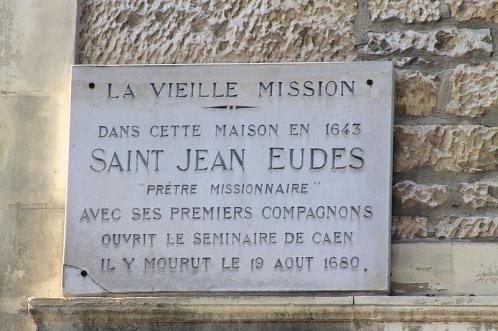 LA VIEILLE MISSION
DANS CETTE MAISON EN 1643
SAINT JEAN EUDES
"PRÊTRE MISSIONNAIRE"
AVEC SES PREMIERS COMPAGNONS
OUVRIT LE SEMINAIRE DE CAEN
IL Y MOURUT LE 19 AOUT 1680